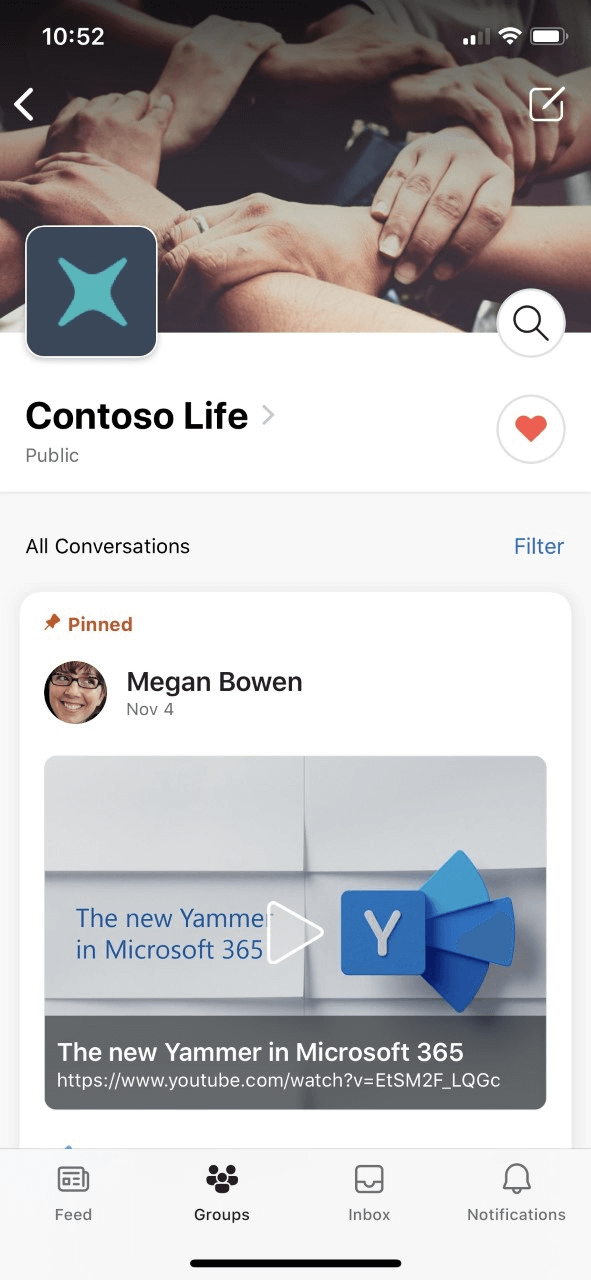 10:52
Contoso Life
Public
All Conversations
Filter
Pinned
Megan Bowen
Nov 4
The new Yammer
in Microsoft 365
Y
The new Yammer in Microsoft 365
https://www.youtube.com/watch?v=EtSM2F_LQGc
Feed
Groups
Inbox
Notifications